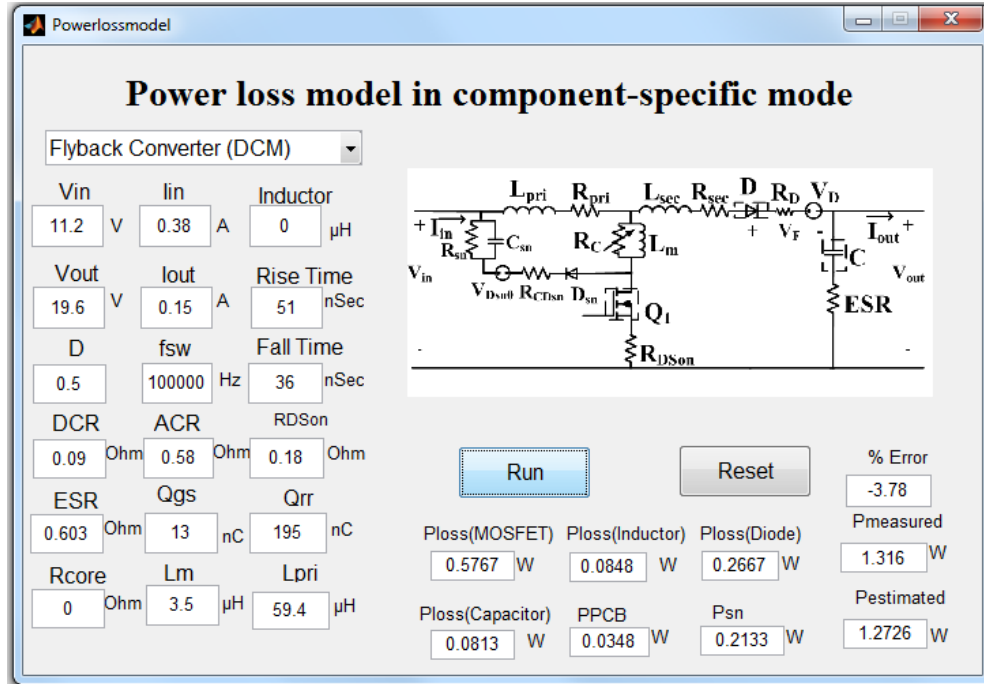 Powerlossmodel
Power loss model in component-specific mode
Flyback Converter (DCM)
Vin Iin Inductor
11.2 V 0.38 A 0 µH
Vout Iout Rise Time
19.6 V 0.15 A 51 nSec
D fsw Fall Time
0.5 100000 Hz 36 nSec
DCR ACR RDSon
0.09 Ohm 0.58 Ohm 0.18 Ohm
ESR Qgs Qrr
0.603 Ohm 13 nC 195 nC
Rcore Lm Lpri
0 Ohm 3.5 µH 59.4 µH
Lpri Rpri Lsec Rsec D RD VD
+ Iin + VF - Iout +
Rsn Csn RC Lm C
Vin Vout
VDsn0 RCDsn Dsn Q1 ESR
- RDSon -
Run Reset
% Error
-3.78
Ploss(MOSFET) Ploss(Inductor) Ploss(Diode) Pmeasured
0.5767 W 0.0848 W 0.2667 W 1.316 W
Ploss(Capacitor) PPCB Psn Pestimated
0.0813 W 0.0348 W 0.2133 W 1.2726 W